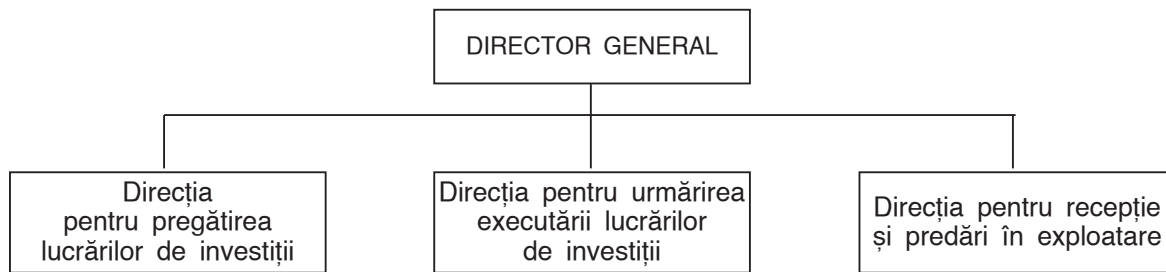 DIRECTOR GENERAL
Direcția
pentru pregătirea
lucrărilor de investiții
Direcția pentru urmărirea
executării lucrărilor
de investiții
Direcția pentru recepție
și predări în exploatare